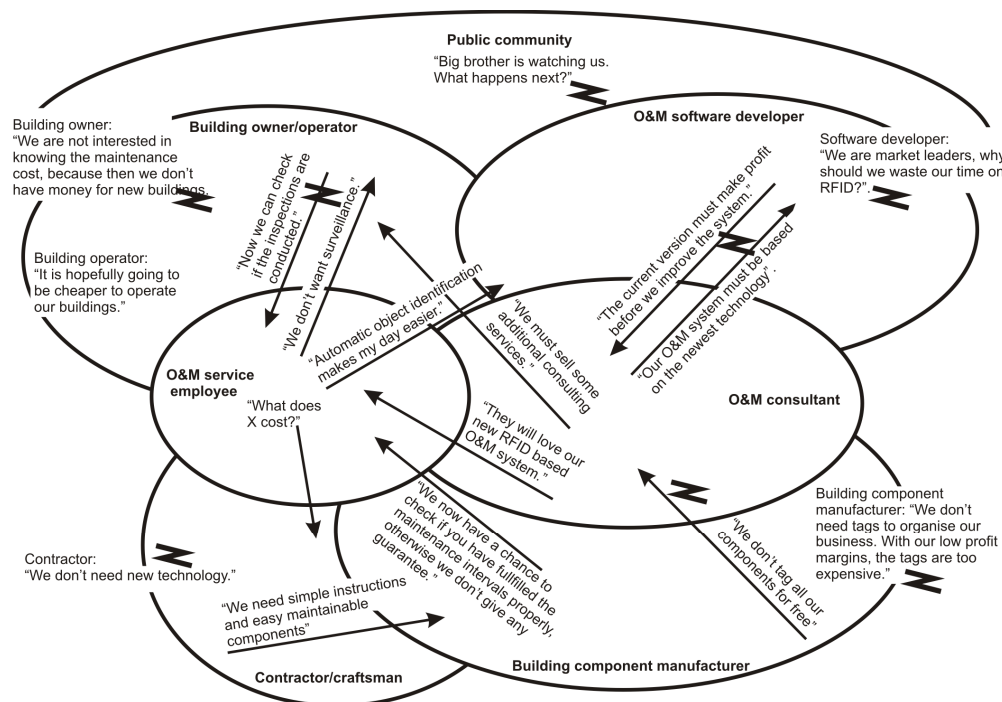 Public community
“Big brother is watching us.
What happens next?”
Building owner:
“We are not interested in
knowing the maintenance
cost, because then we don’t
have money for new buildings.
Building owner/operator
O&M software developer
Software developer:
“We are market leaders, why
should we waste our time on
RFID?”.
“Now we can check
if the inspections are
conducted.”
“We don’t want surveillance.”
“The current version must make profit
before we improve the system.”
“Our O&M system must be based
on the newest technology”.
Building operator:
“It is hopefully going to
be cheaper to operate
our buildings.”
“Automatic object identification
makes my day easier.”
“We must sell some
additional consulting
services.”
O&M service
employee
“What does
X cost?”
O&M consultant
“They will love our
new RFID based
O&M system.”
“We now have a chance to
check if you have fullfilled the
maintenance intervals properly,
otherwise we don’t give any
guarantee.”
“We don’t tag all our
components for free”
Building component
manufacturer: “We don’t
need tags to organise our
business. With our low profit
margins, the tags are too
expensive.”
Contractor:
“We don’t need new technology.”
“We need simple instructions
and easy maintainable
components”
Contractor/craftsman
Building component manufacturer